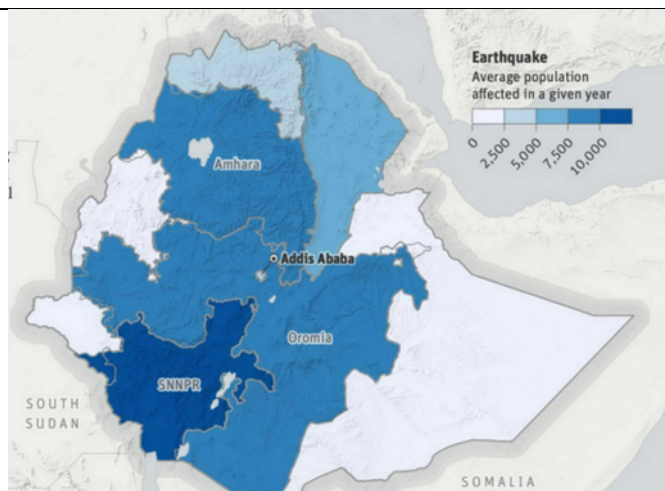 Earthquake
Average population
affected in a given year
0
2,500
5,000
7,500
10,000
Amhara
Addis Ababa
Oromia
SNNPR
SOUTH
SUDAN
SOMALIA